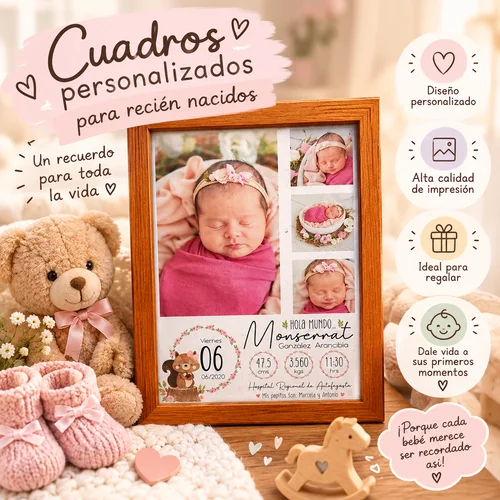 Cuadros
personalizados
para recién nacidos
Un recuerdo
para toda
la vida
Diseño
personalizado
Alta calidad
de impresión
Ideal para
regalar
Dale vida a
sus primeros
momentos
¡Porque cada
bebé merece
ser recordado
así!
HOLA MUNDO...
Monserrat
González Arancibia
Viernes
06
06/2020
47.5
cms
3.560
kgs
11:30
hrs
Hospital Regional de Antofagasta
Mis papitos son: Marcela y Antonio